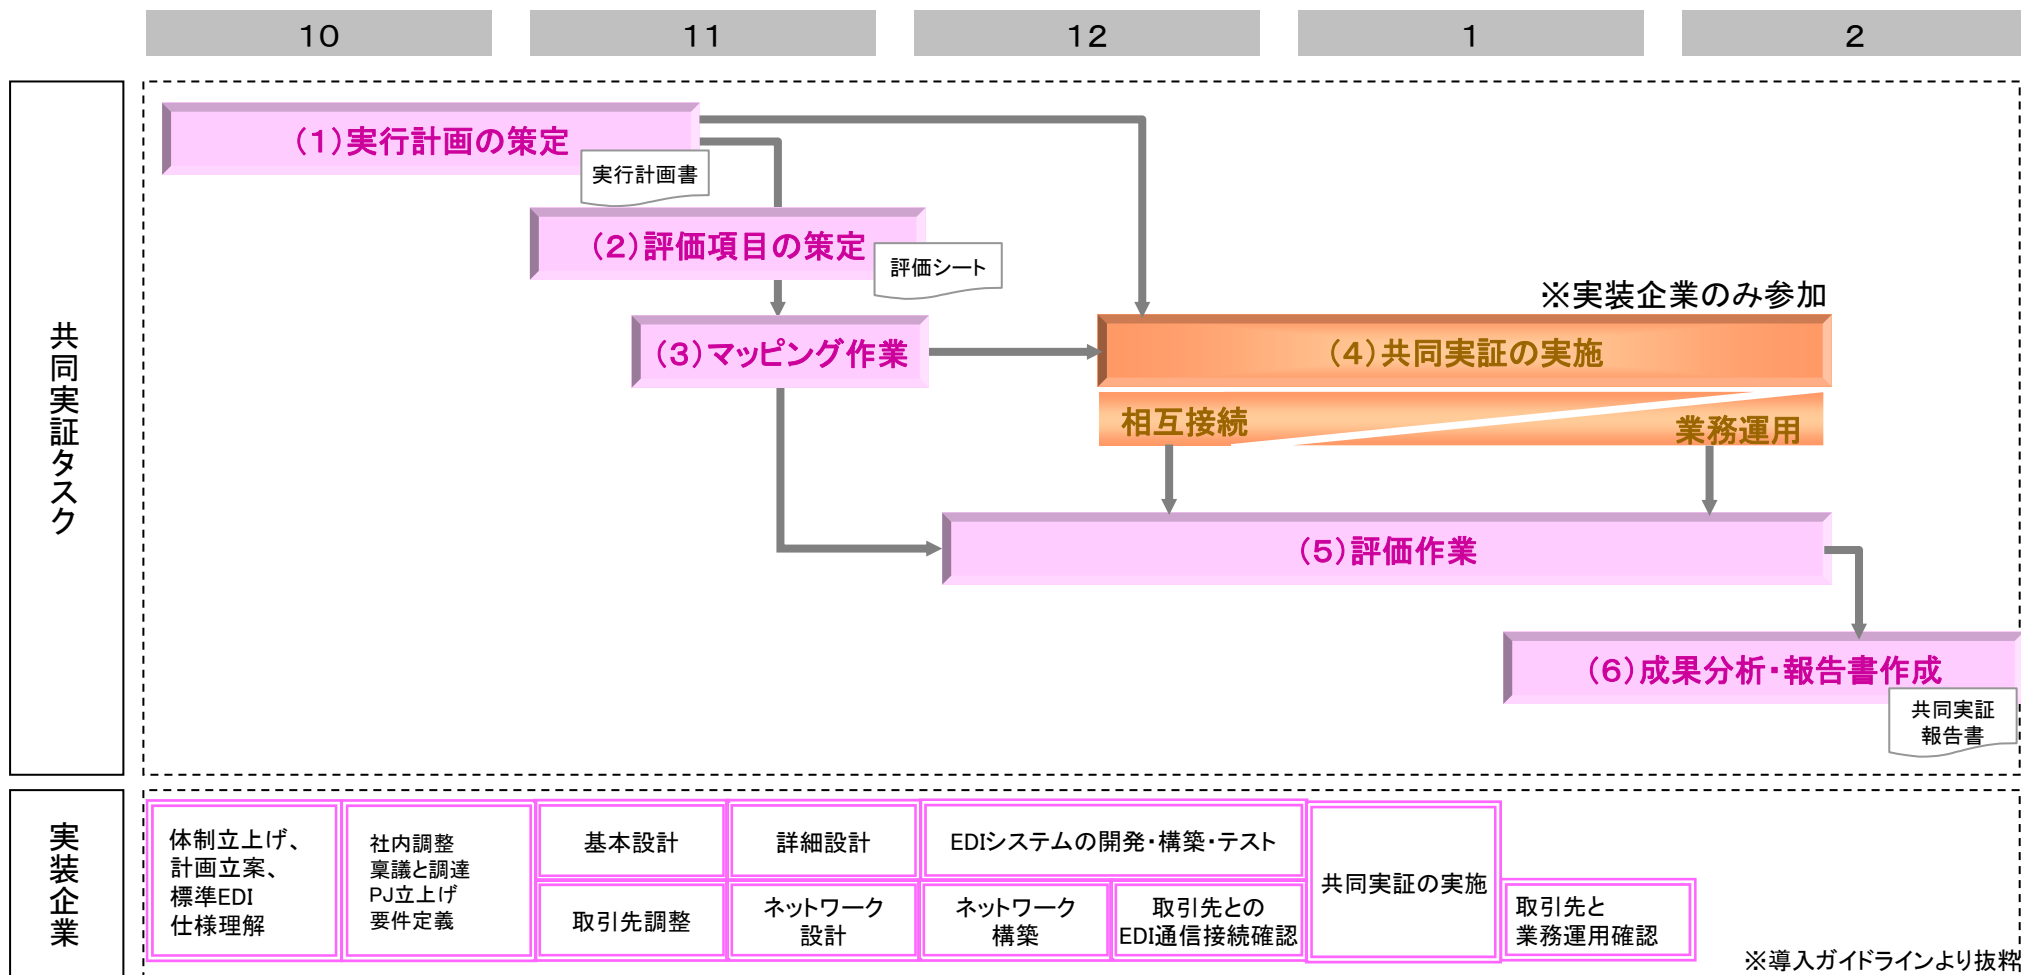 10
11
12
1
2
共同実証タスク
(1)実行計画の策定
実行計画書
(2)評価項目の策定
評価シート
※実装企業のみ参加
(3)マッピング作業
(4)共同実証の実施
相互接続
業務運用
(5)評価作業
(6)成果分析・報告書作成
共同実証
報告書
実装企業
体制立上げ、
計画立案、
標準EDI
仕様理解
社内調整
稟議と調達
PJ立上げ
要件定義
基本設計
詳細設計
EDIシステムの開発・構築・テスト
取引先調整
ネットワーク
設計
ネットワーク
構築
取引先との
EDI通信接続確認
共同実証の実施
取引先と
業務運用確認
※導入ガイドラインより抜粋